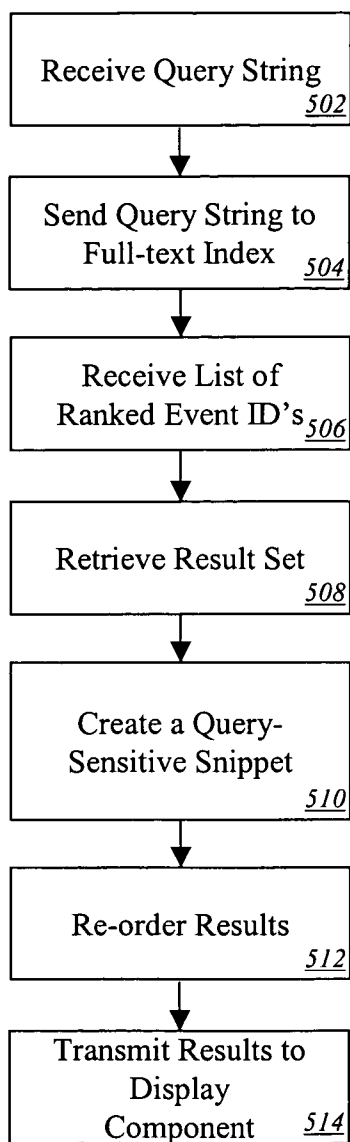 Receive Query String
502
Send Query String to
Full-text Index
504
Receive List of
Ranked Event ID's
506
Retrieve Result Set
508
Create a Query-
Sensitive Snippet
510
Re-order Results
512
Transmit Results to
Display
Component
514